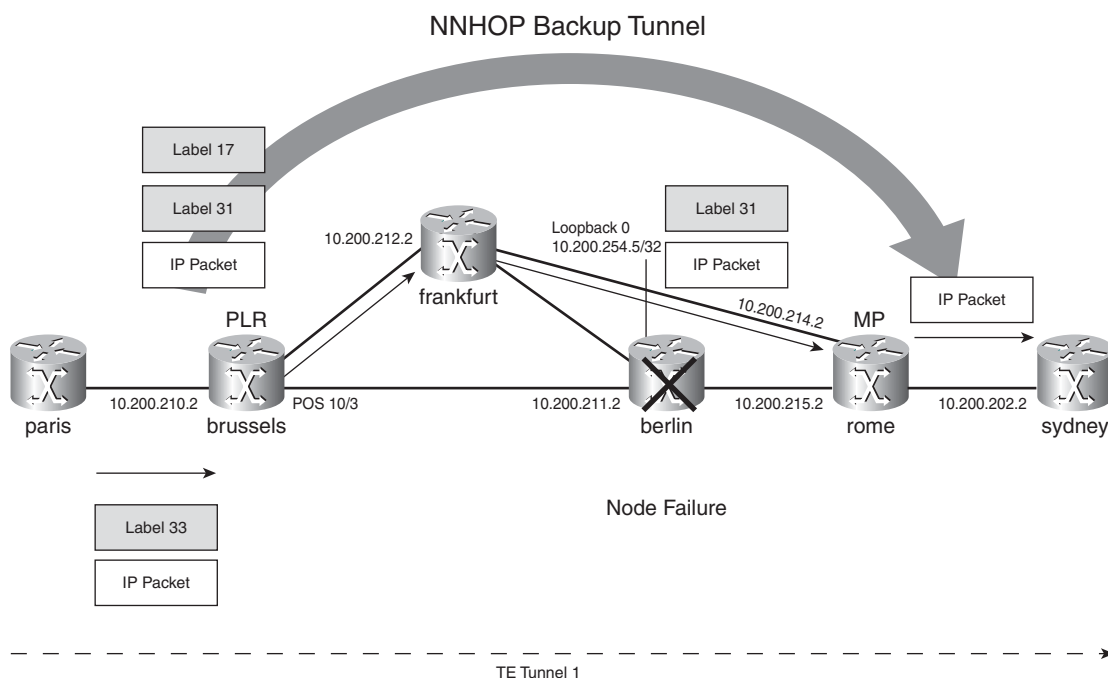 NNHOP Backup Tunnel
Label 17
Label 31
IP Packet
10.200.212.2
frankfurt
Loopback 0
10.200.254.5/32
Label 31
IP Packet
10.200.214.2
IP Packet
PLR
MP
10.200.210.2
POS 10/3
10.200.211.2
10.200.215.2
10.200.202.2
paris
brussels
berlin
rome
sydney
Label 33
IP Packet
Node Failure
TE Tunnel 1